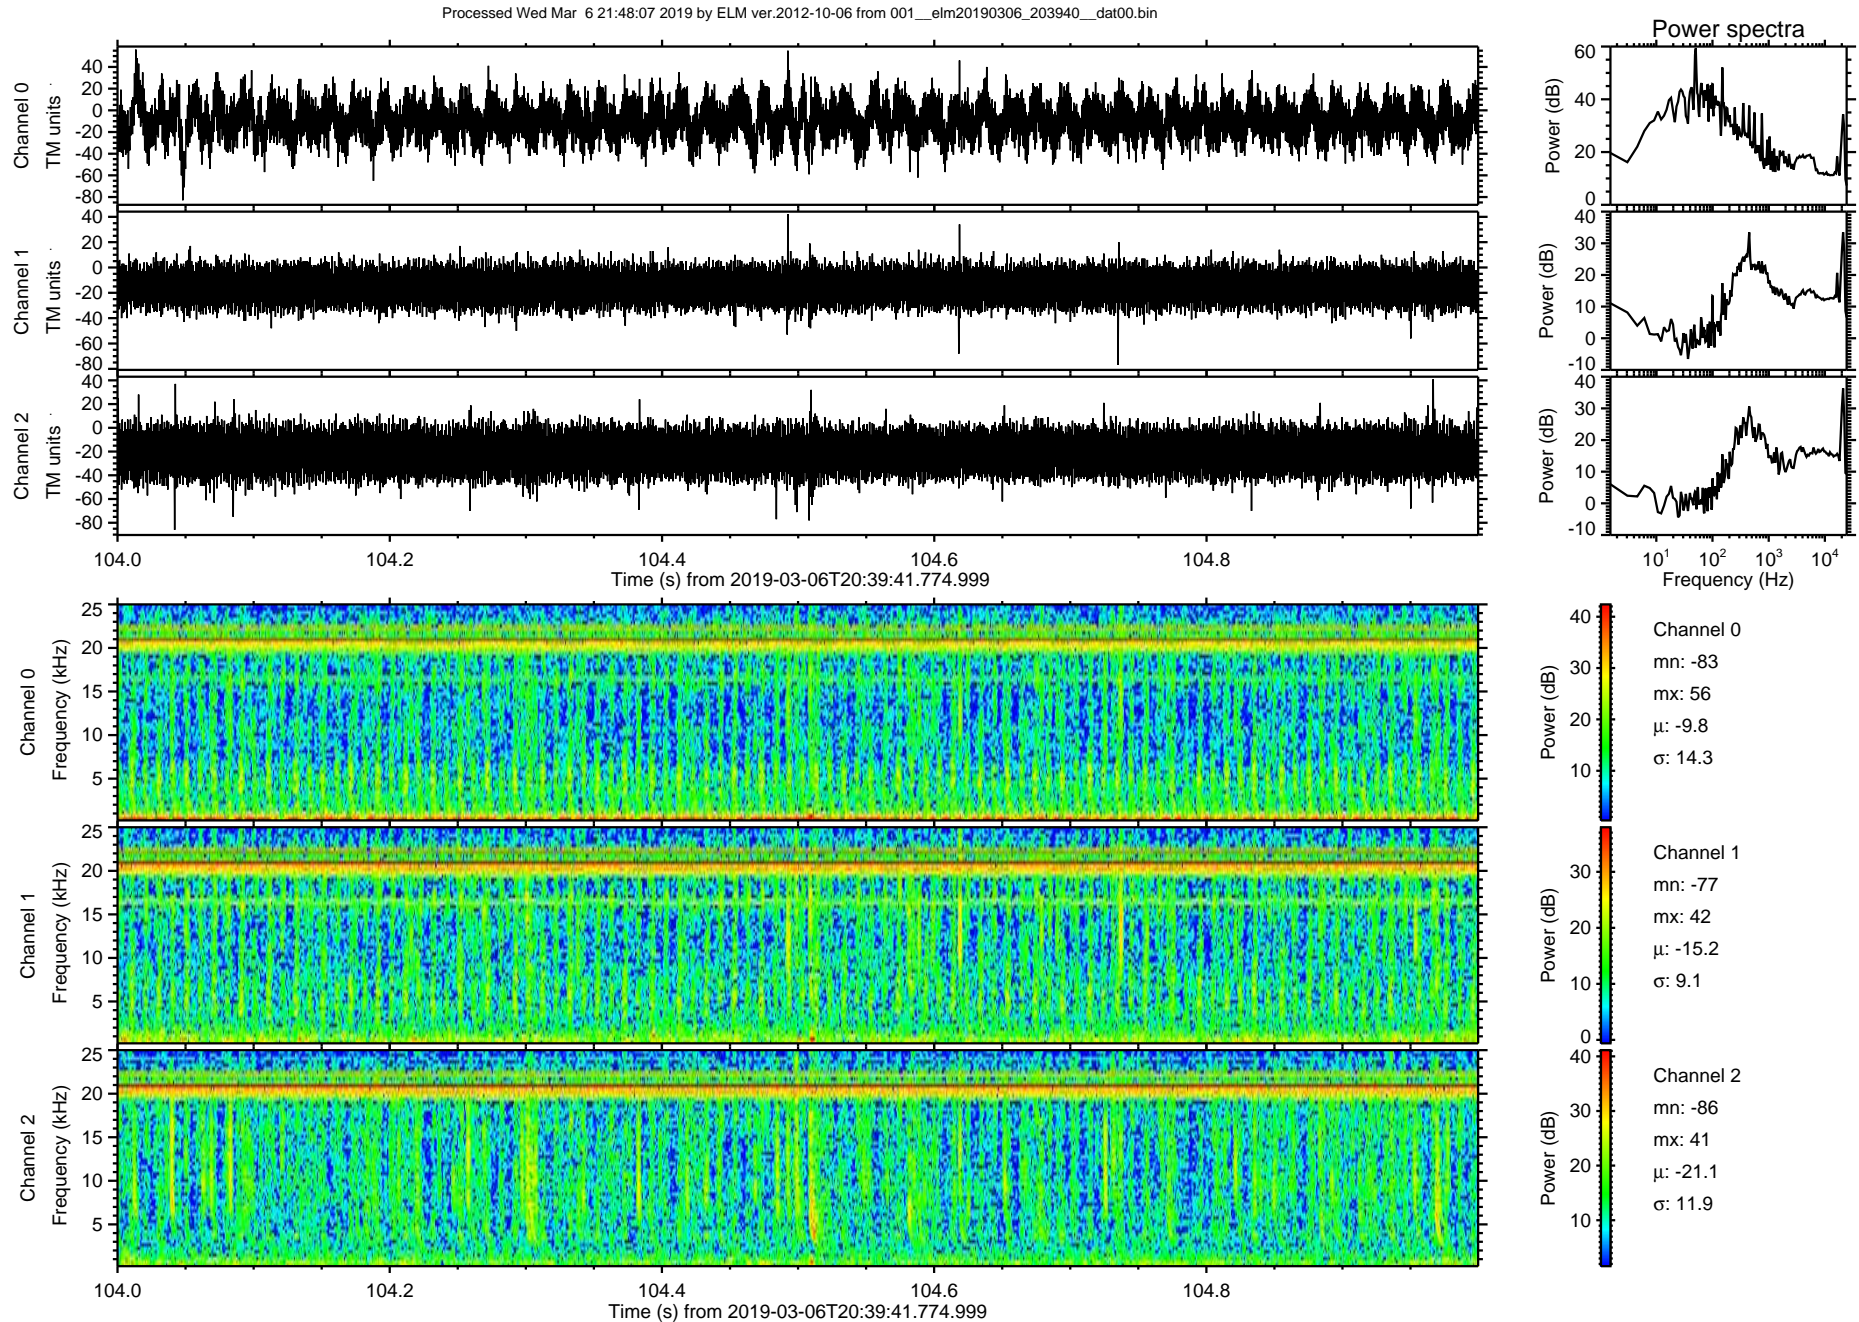 Processed Wed Mar  6 21:48:07 2019 by ELM ver.2012-10-06 from 001__elm20190306_203940__dat00.bin
Power spectra
Channel 0
TM units
40
20
0
-20
-40
-60
-80
Power (dB)
60
40
20
0
Channel 1
TM units
40
20
0
-20
-40
-60
-80
Power (dB)
40
30
20
10
0
-10
Channel 2
TM units
40
20
0
-20
-40
-60
-80
Power (dB)
40
30
20
10
0
-10
104.0 104.2 104.4 104.6 104.8
Time (s) from 2019-03-06T20:39:41.774.999
10¹ 10² 10³ 10⁴
Frequency (Hz)
Channel 0
Frequency (kHz)
25
20
15
10
5
Power (dB)
40
30
20
10
Channel 0
mn: -83
mx: 56
μ: -9.8
σ: 14.3
Channel 1
Frequency (kHz)
25
20
15
10
5
Power (dB)
30
20
10
0
Channel 1
mn: -77
mx: 42
μ: -15.2
σ: 9.1
Channel 2
Frequency (kHz)
25
20
15
10
5
Power (dB)
40
30
20
10
Channel 2
mn: -86
mx: 41
μ: -21.1
σ: 11.9
104.0 104.2 104.4 104.6 104.8
Time (s) from 2019-03-06T20:39:41.774.999